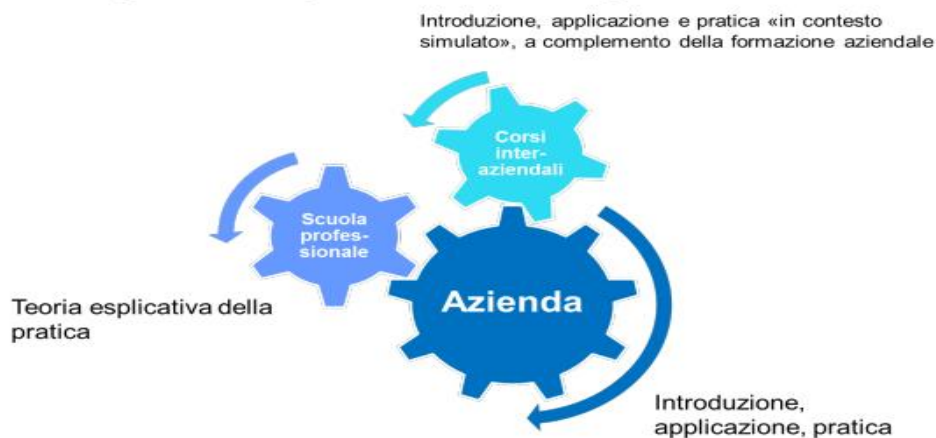 Introduzione, applicazione e pratica «in contesto
simulato», a complemento della formazione aziendale
Corsi
inter-
aziendali
Scuola
profes-
sionale
Azienda
Teoria esplicativa della
pratica
Introduzione,
applicazione, pratica